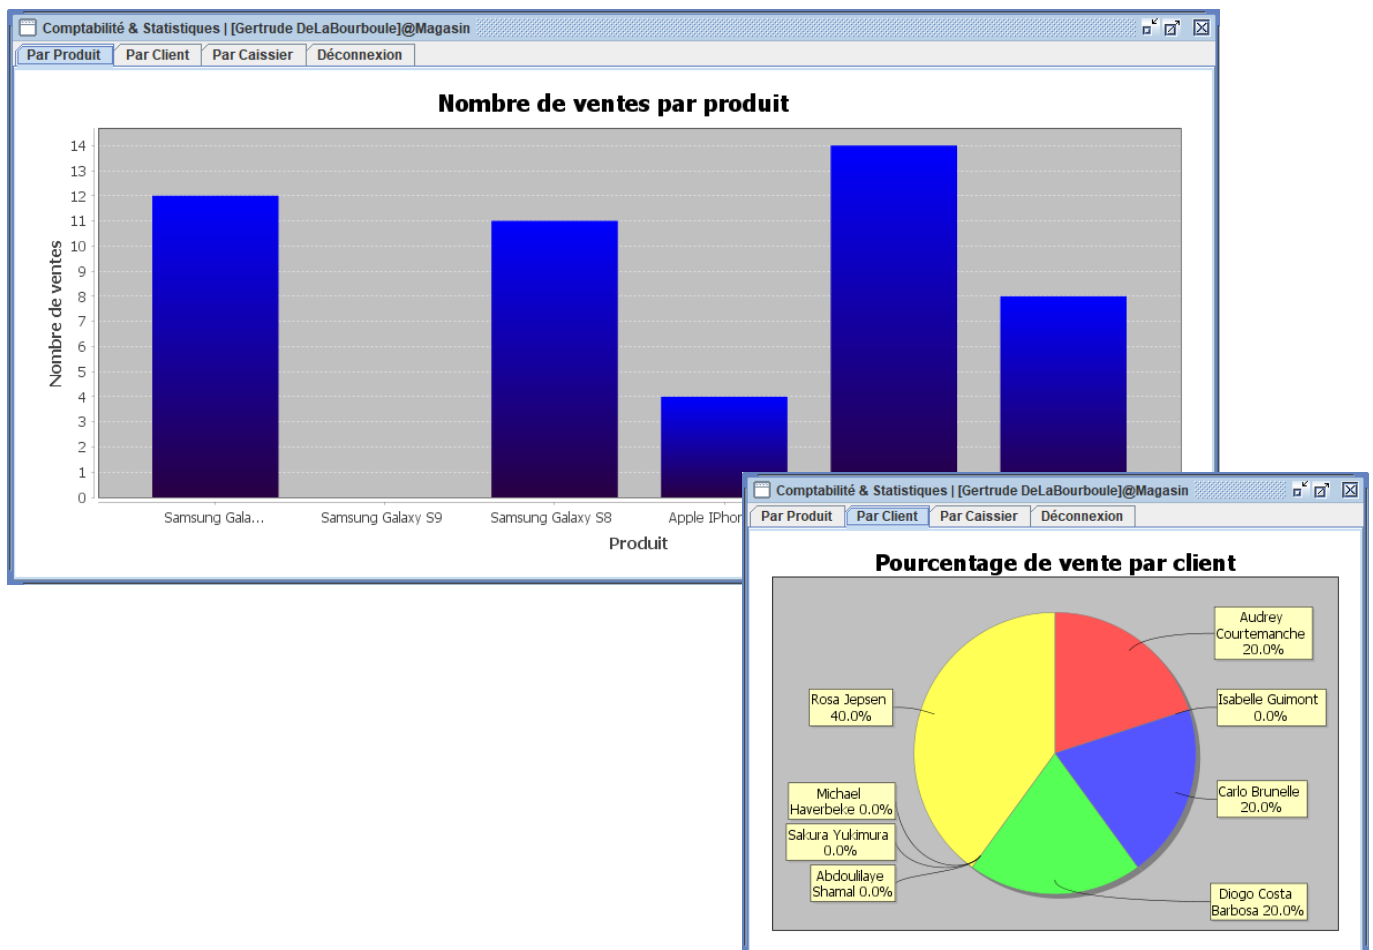 Comptabilité & Statistiques | [Gertrude DeLaBourboule]@Magasin
Par Produit Par Client Par Caissier Déconnexion
Nombre de ventes par produit
Nombre de ventes
14
13
12
11
10
9
8
7
6
5
4
3
2
1
0
Samsung Gala... Samsung Galaxy S9 Samsung Galaxy S8 Apple IPhon
Produit
Comptabilité & Statistiques | [Gertrude DeLaBourboule]@Magasin
Par Produit Par Client Par Caissier Déconnexion
Pourcentage de vente par client
Audrey
Courtemanche
20.0%
Rosa Jepsen
40.0%
Isabelle Guimont
0.0%
Carlo Brunelle
20.0%
Michael
Haverbeke 0.0%
Sakura Yukimura
0.0%
Abdoulilaye
Shamal 0.0%
Diogo Costa
Barbosa 20.0%